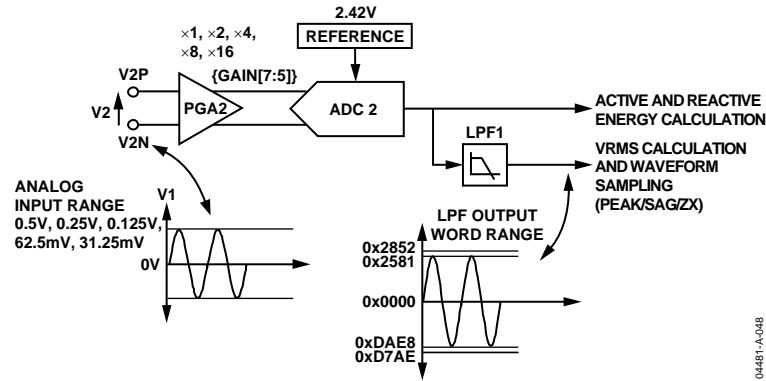 2.42V
REFERENCE
×1, ×2, ×4,
×8, ×16
{GAIN[7:5]}
V2P
V2
V2N
PGA2
ADC 2
ACTIVE AND REACTIVE
ENERGY CALCULATION
LPF1
VRMS CALCULATION
AND WAVEFORM
SAMPLING
(PEAK/SAG/ZX)
ANALOG
INPUT RANGE
0.5V, 0.25V, 0.125V,
62.5mV, 31.25mV
V1
0V
LPF OUTPUT
WORD RANGE
0x2852
0x2581
0x0000
0xDAE8
0xD7AE
04481-A-048